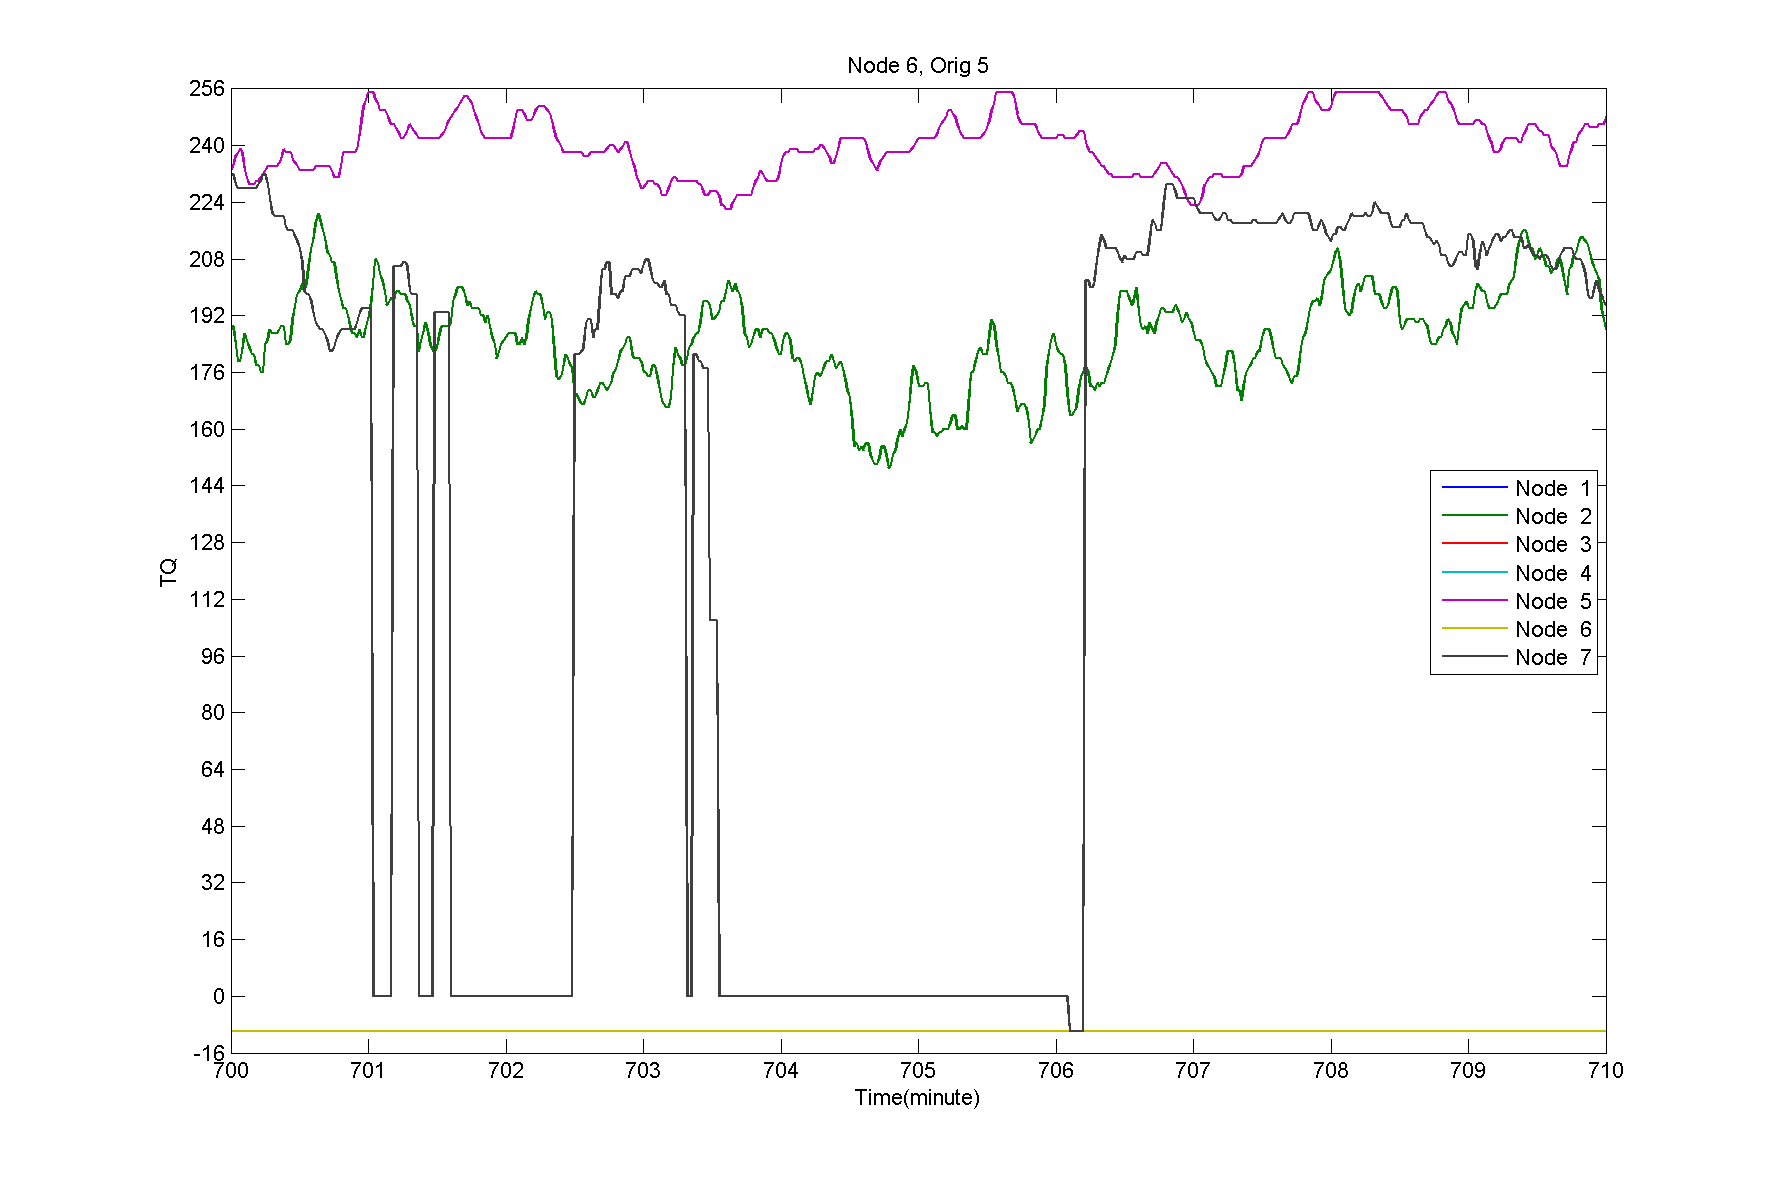 Node 6, Orig 5
256
240
224
208
192
176
160
144
128
112
96
80
64
48
32
16
0
-16
TQ
Node 1
Node 2
Node 3
Node 4
Node 5
Node 6
Node 7
700 701 702 703 704 705 706 707 708 709 710
Time(minute)